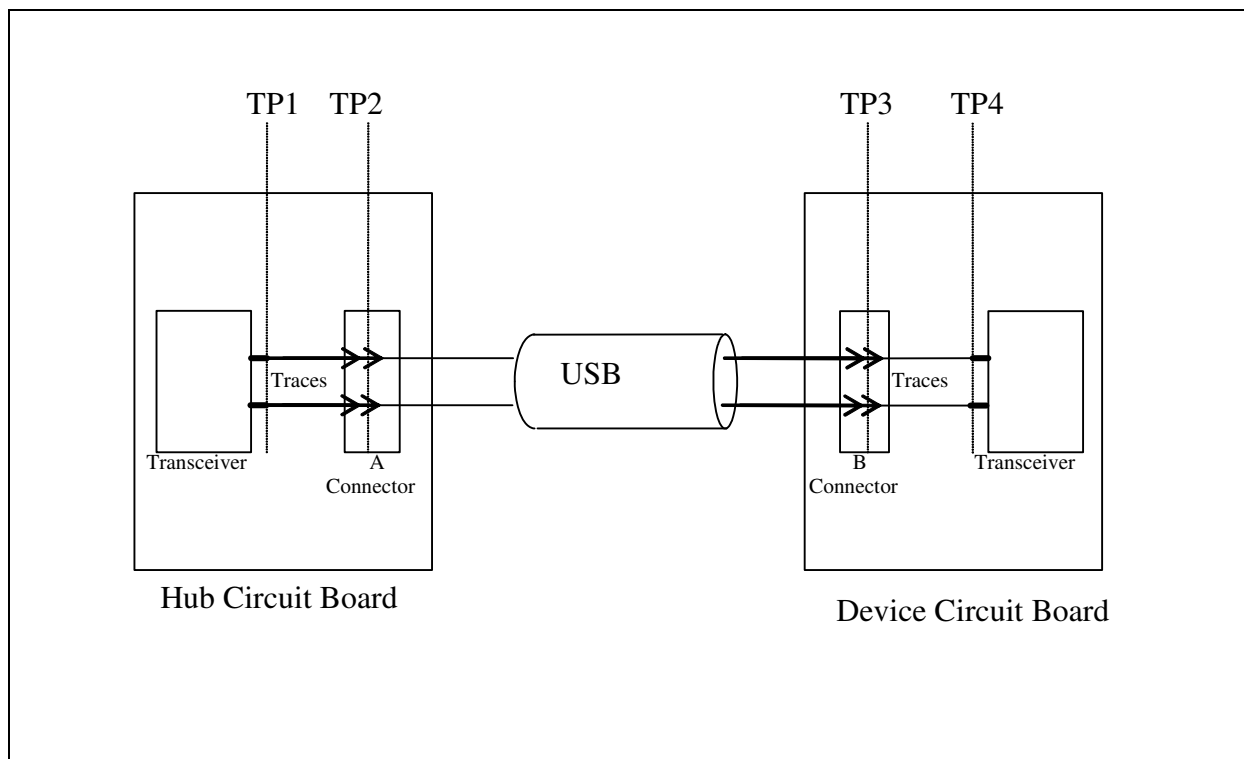 TP1 TP2 TP3 TP4
USB
Traces Traces
Transceiver A B Transceiver
Connector Connector
Hub Circuit Board
Device Circuit Board